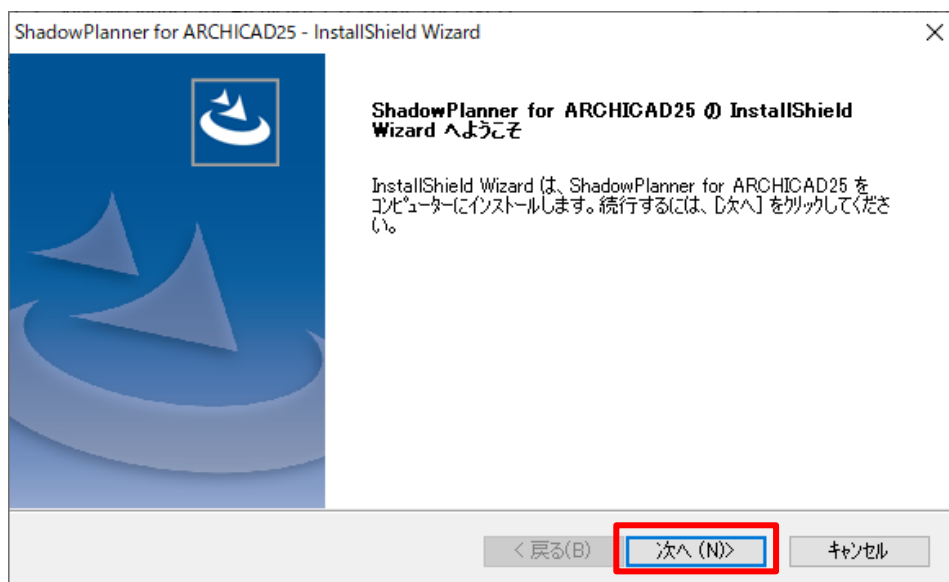 ShadowPlanner for ARCHICAD25 - InstallShield Wizard
ShadowPlanner for ARCHICAD25 の InstallShield
Wizard へようこそ
InstallShield Wizard は、ShadowPlanner for ARCHICAD25 を
コンピューターにインストールします。続行するには、[次へ] をクリックしてくださ
い。
< 戻る(B)
次へ (N)>
キャンセル